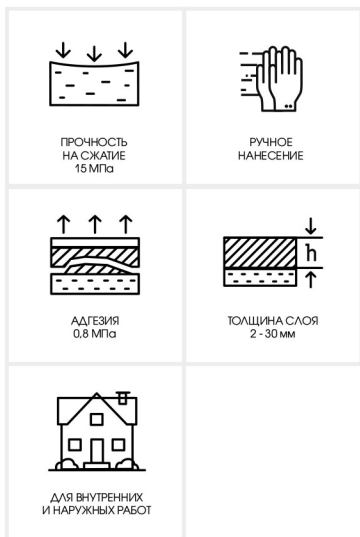 ПРОЧНОСТЬ
НА СЖАТИЕ
15 МПа
РУЧНОЕ
НАНЕСЕНИЕ
АДГЕЗИЯ
0,8 МПа
h
ТОЛЩИНА СЛОЯ
2 - 30 мм
ДЛЯ ВНУТРЕННИХ
И НАРУЖНЫХ РАБОТ